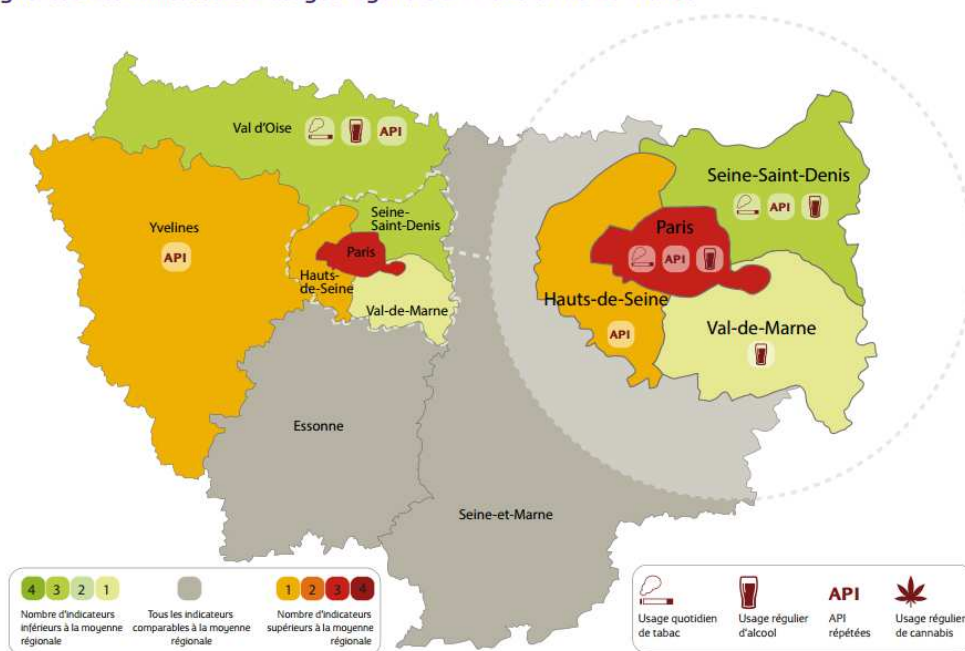 Val d'Oise
API
Yvelines
API
Seine-
Saint-Denis
Paris
Hauts-
de-Seine
Val-de-Marne
Essonne
Seine-et-Marne
Seine-Saint-Denis
API
Paris
API
Hauts-de-Seine
API
Val-de-Marne
4 3 2 1
Nombre d'indicateurs
inférieurs à la moyenne
régionale
Tous les indicateurs
comparables à la moyenne
régionale
1 2 3 4
Nombre d'indicateurs
supérieurs à la moyenne
régionale
Usage quotidien
de tabac
Usage régulier
d'alcool
API
API
répétées
Usage régulier
de cannabis